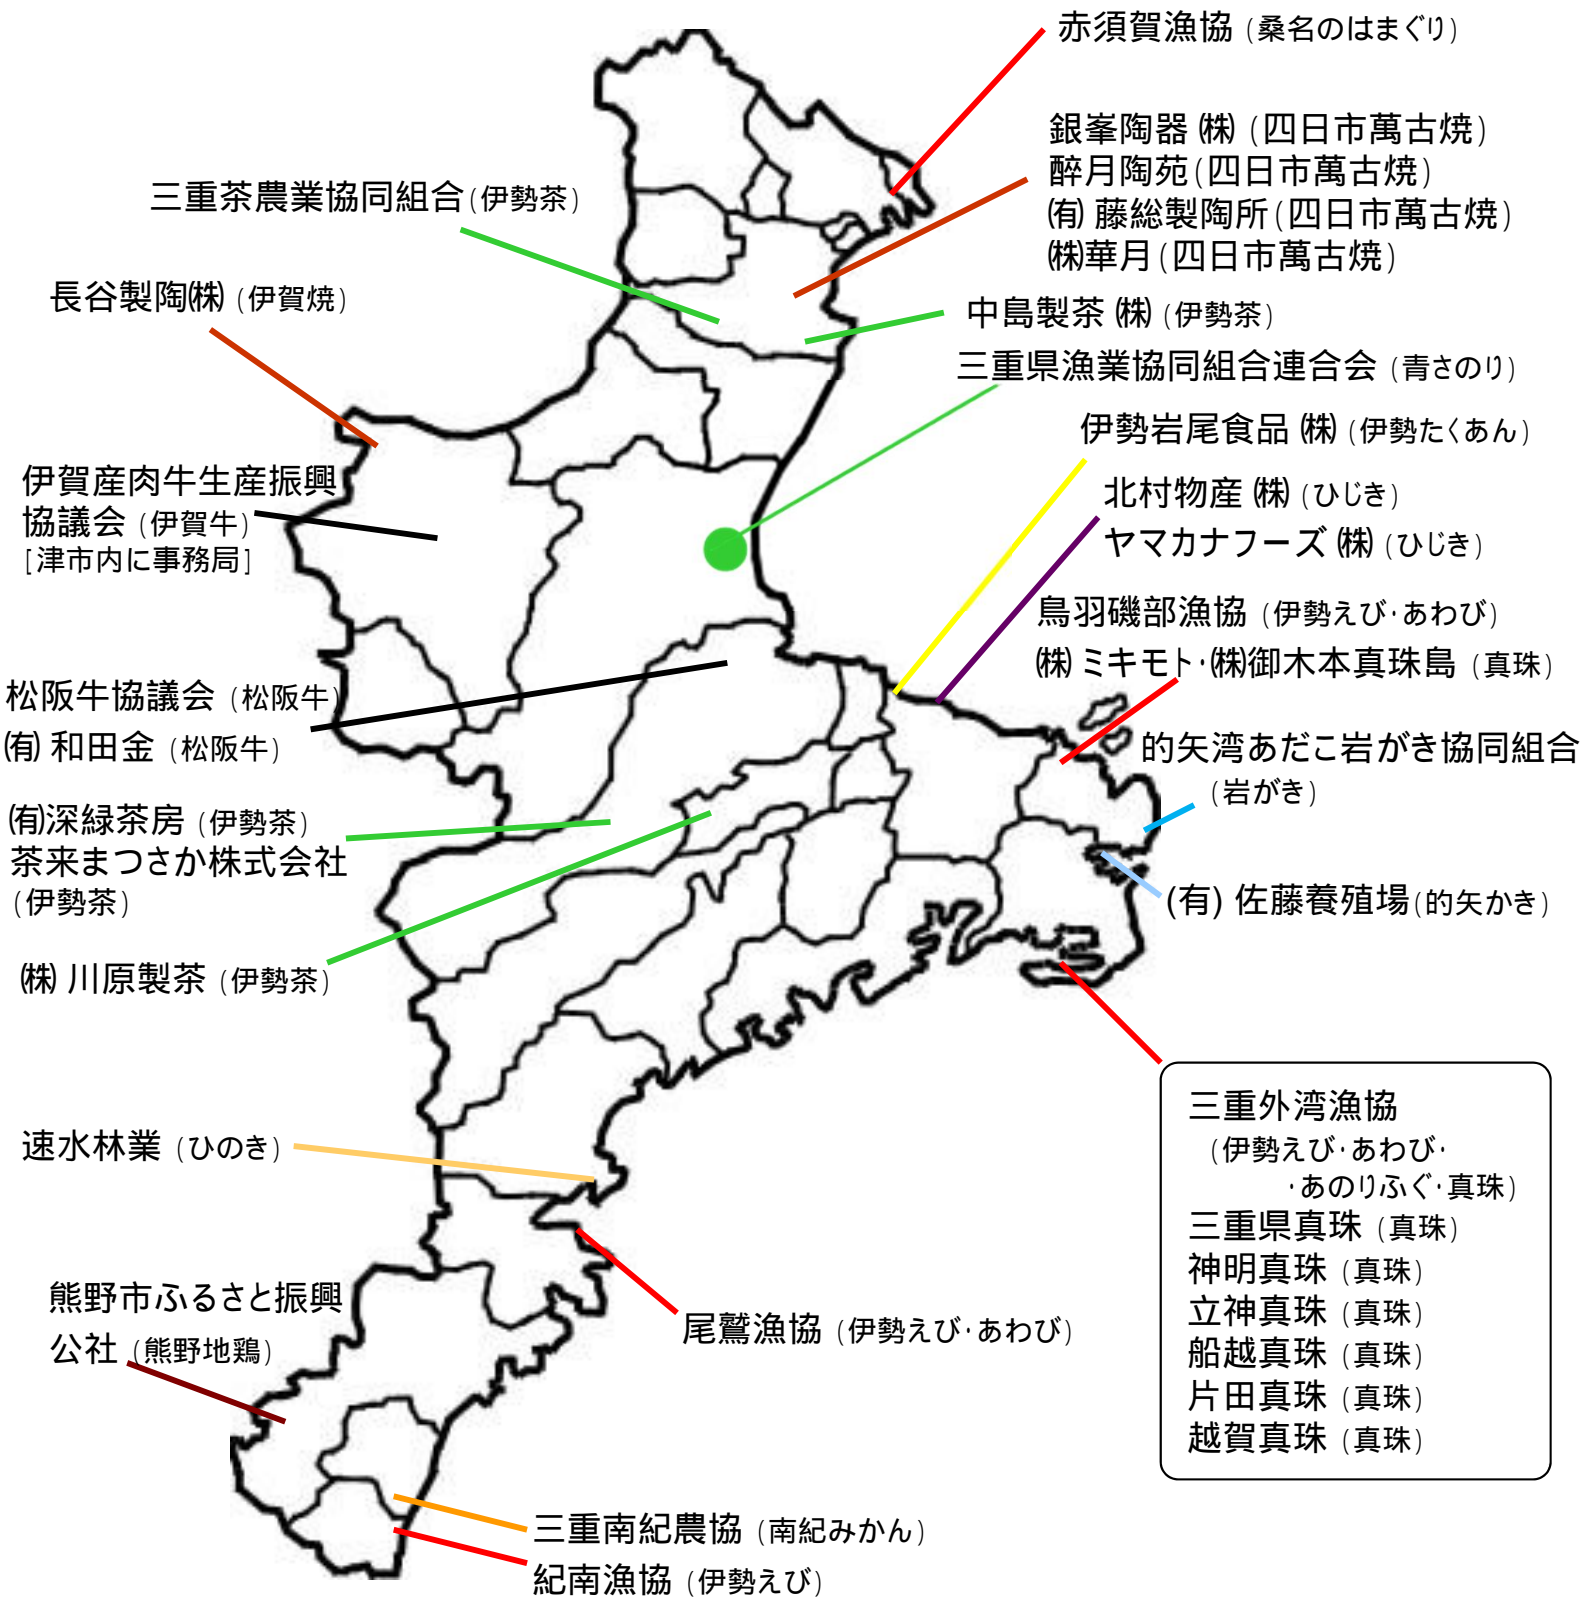 赤須賀漁協 (桑名のはまぐり)
銀峯陶器 ㈱ (四日市萬古焼)
酔月陶苑(四日市萬古焼)
㈲ 藤総製陶所(四日市萬古焼)
㈱華月(四日市萬古焼)
三重茶農業協同組合(伊勢茶)
長谷製陶㈱ (伊賀焼)
中島製茶 ㈱ (伊勢茶)
三重県漁業協同組合連合会 (青さのり)
伊勢岩尾食品 ㈱ (伊勢たくあん)
伊賀産肉牛生産振興
協議会 (伊賀牛)
[津市内に事務局]
北村物産 ㈱ (ひじき)
ヤマカナフーズ ㈱ (ひじき)
鳥羽磯部漁協 (伊勢えび・あわび)
㈱ ミキモト・㈱御木本真珠島 (真珠)
松阪牛協議会 (松阪牛)
㈲ 和田金 (松阪牛)
的矢湾あだこ岩がき協同組合
(岩がき)
㈲深緑茶房 (伊勢茶)
茶来まつさか株式会社
(伊勢茶)
(有) 佐藤養殖場(的矢かき)
㈱ 川原製茶 (伊勢茶)
三重外湾漁協
(伊勢えび・あわび・
・あのりふぐ・真珠)
三重県真珠 (真珠)
神明真珠 (真珠)
立神真珠 (真珠)
船越真珠 (真珠)
片田真珠 (真珠)
越賀真珠 (真珠)
速水林業 (ひのき)
熊野市ふるさと振興
公社 (熊野地鶏)
尾鷲漁協 (伊勢えび・あわび)
三重南紀農協 (南紀みかん)
紀南漁協 (伊勢えび)